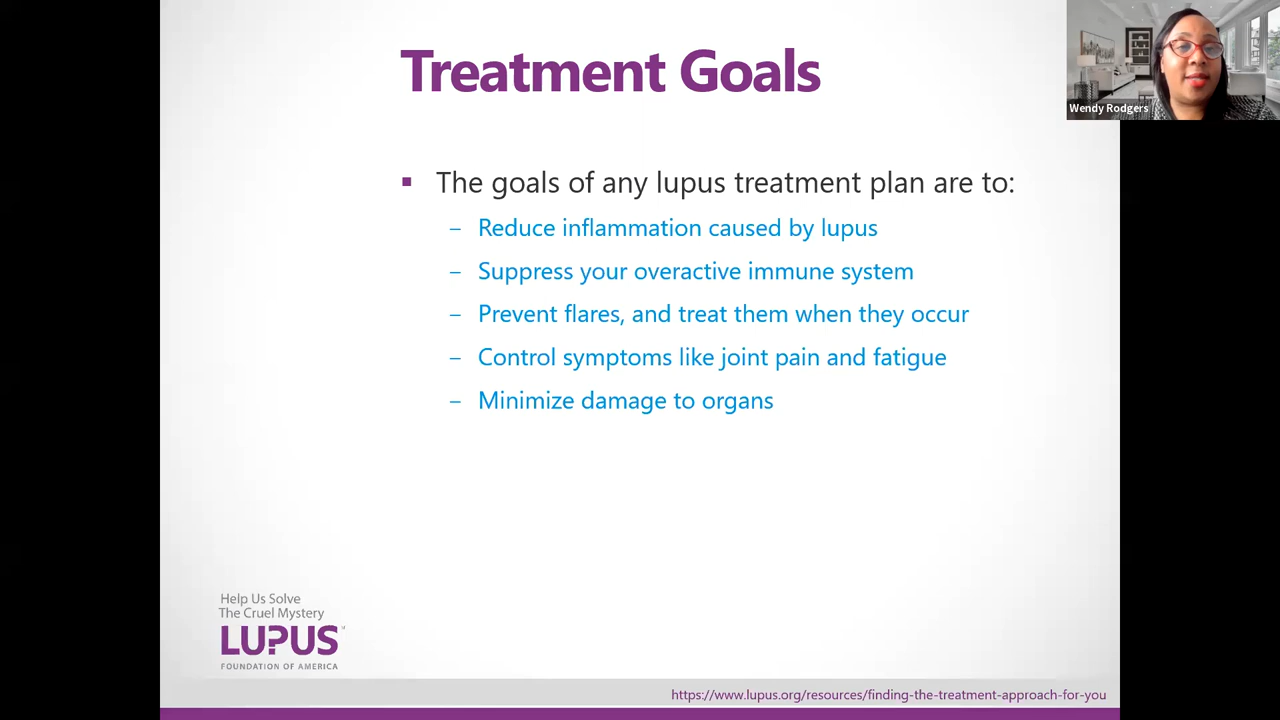 Treatment Goals
Wendy Rodgers
▪ The goals of any lupus treatment plan are to:
– Reduce inflammation caused by lupus
– Suppress your overactive immune system
– Prevent flares, and treat them when they occur
– Control symptoms like joint pain and fatigue
– Minimize damage to organs
Help Us Solve
The Cruel Mystery
LUPUS
FOUNDATION OF AMERICA
https://www.lupus.org/resources/finding-the-treatment-approach-for-you